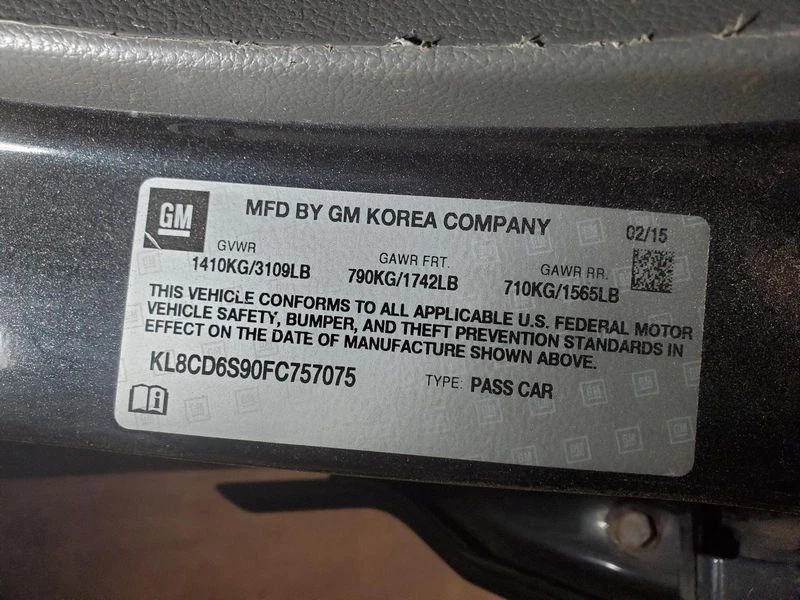 GM
MFD BY GM KOREA COMPANY
02/15
GVWR
GAWR FRT.
GAWR RR.
1410KG/3109LB
790KG/1742LB
710KG/1565LB
THIS VEHICLE CONFORMS TO ALL APPLICABLE U.S. FEDERAL MOTOR
VEHICLE SAFETY, BUMPER, AND THEFT PREVENTION STANDARDS IN
EFFECT ON THE DATE OF MANUFACTURE SHOWN ABOVE.
KL8CD6S90FC757075
TYPE: PASS CAR